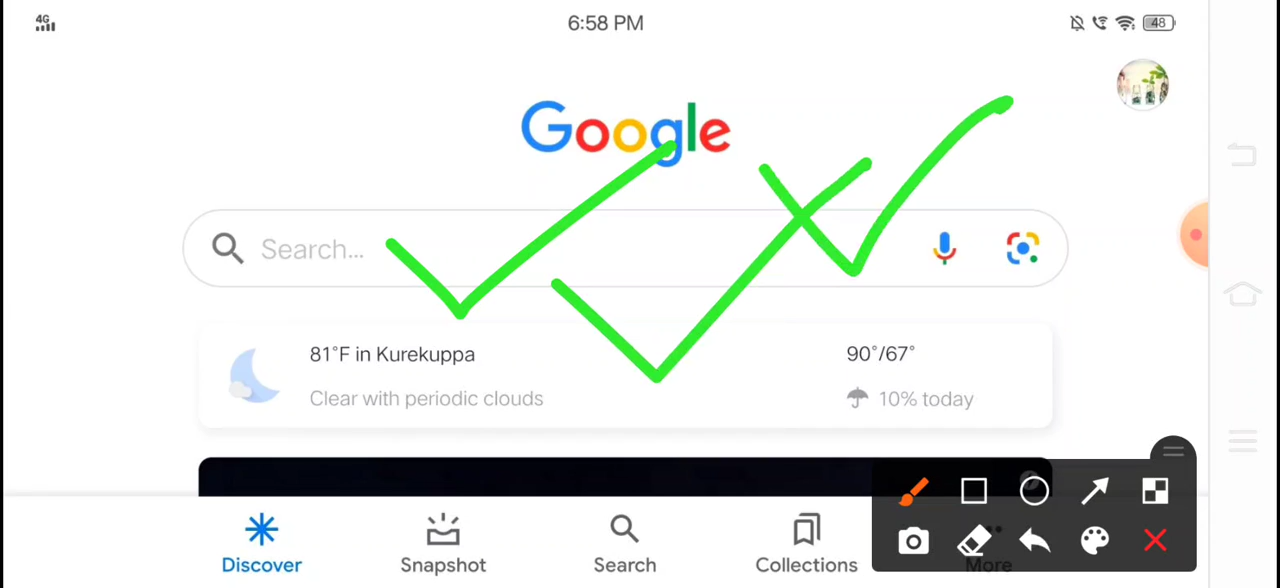 4G 6:58 PM 48
Google
Search...
81°F in Kurekuppa 90°/67°
Clear with periodic clouds 10% today
Discover Snapshot Search Collections More